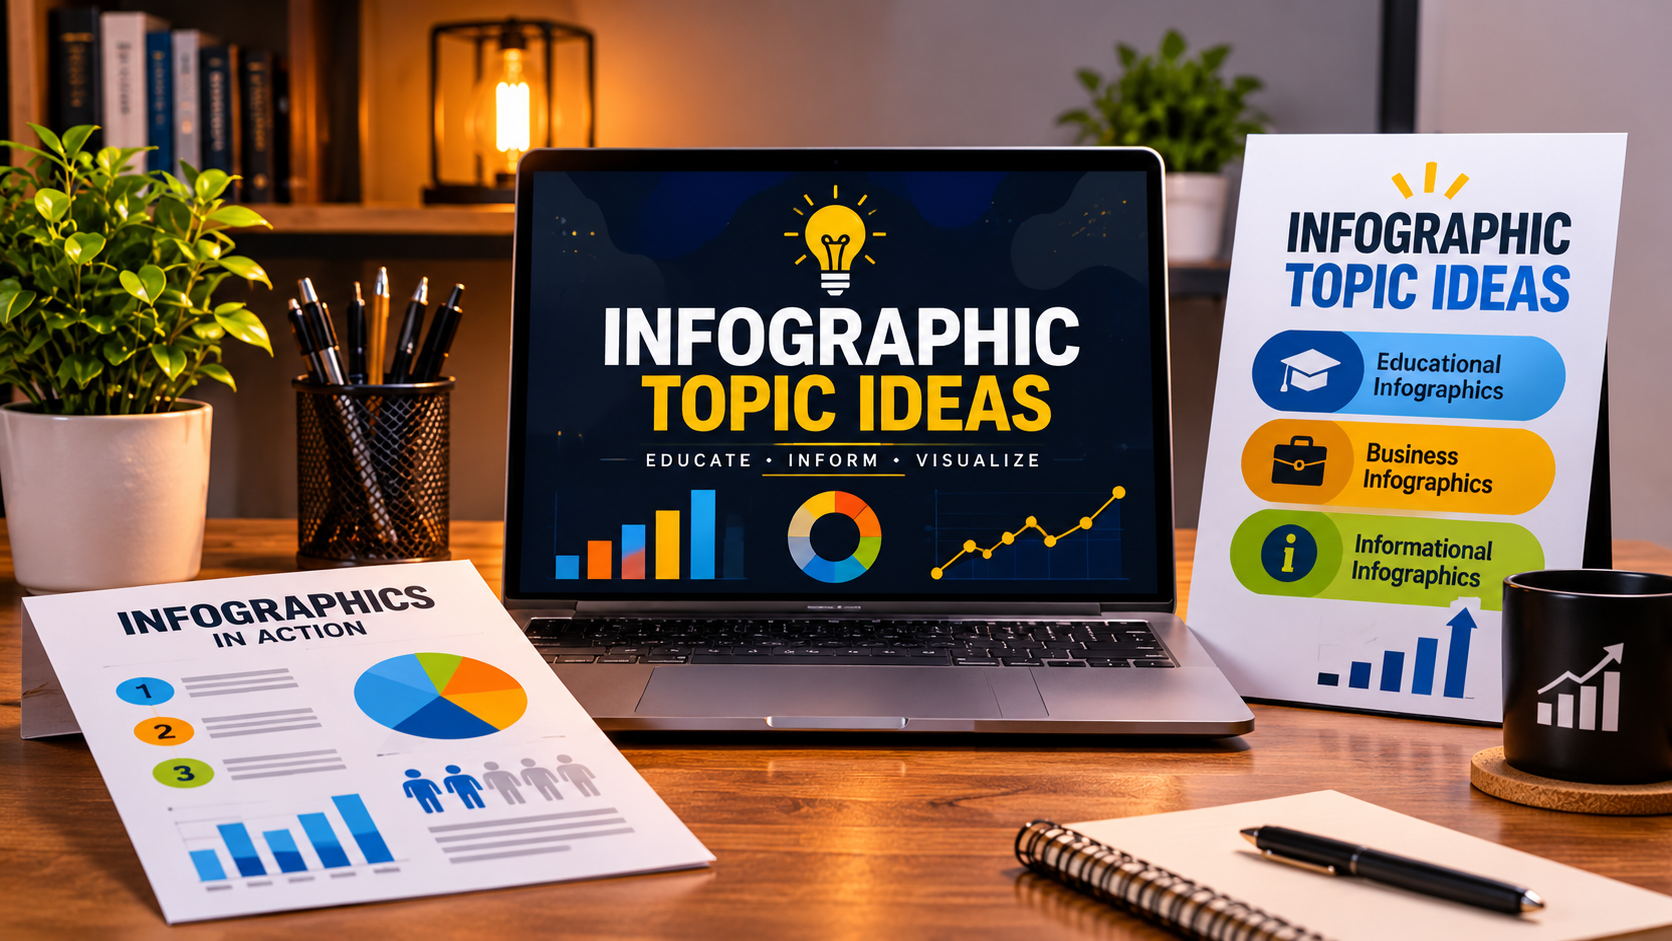 INFOGRAPHIC
TOPIC IDEAS
EDUCATE • INFORM • VISUALIZE
INFOGRAPHIC
TOPIC IDEAS
Educational
Infographics
Business
Infographics
Informational
Infographics
INFOGRAPHICS
IN ACTION
1
2
3